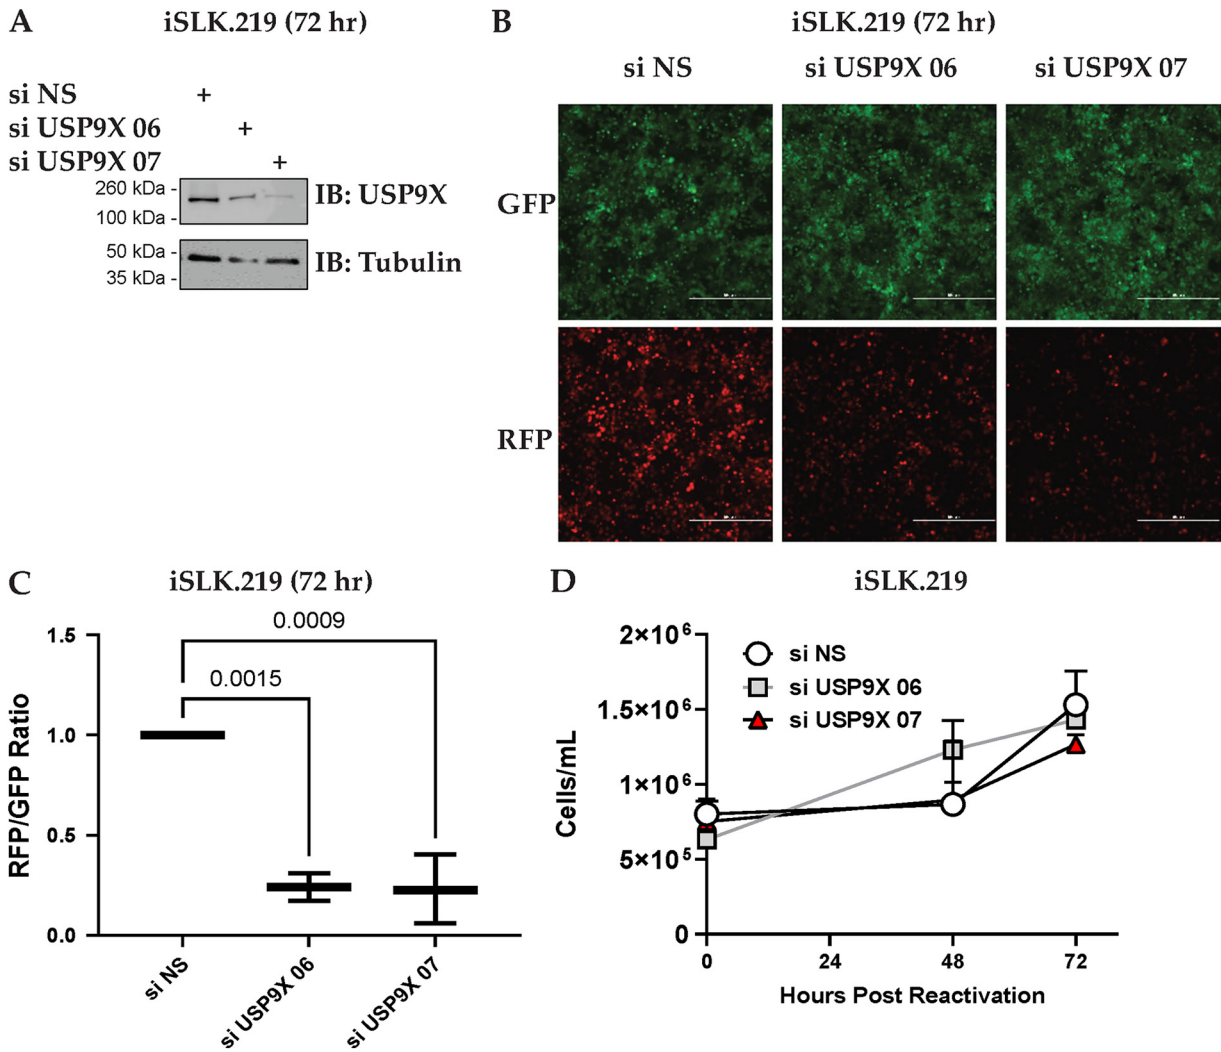 A
iSLK.219 (72 hr)
si NS +
si USP9X 06 +
si USP9X 07 +
260 kDa -
100 kDa -
IB: USP9X
50 kDa -
35 kDa -
IB: Tubulin
B
iSLK.219 (72 hr)
si NS si USP9X 06 si USP9X 07
GFP
RFP
C
iSLK.219 (72 hr)
0.0009
0.0015
RFP/GFP Ratio
1.5
1.0
0.5
0.0
si NS
si USP9X 06
si USP9X 07
D
iSLK.219
si NS
si USP9X 06
si USP9X 07
Cells/mL
2×10⁶
1.5×10⁶
1×10⁶
5×10⁵
0
0 24 48 72
Hours Post Reactivation